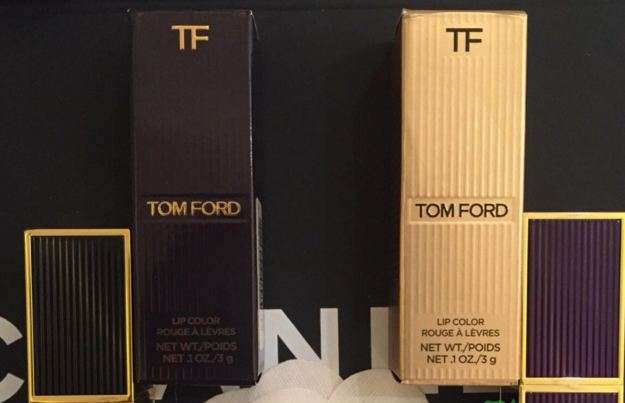 TF
TOM FORD
LIP COLOR
ROUGE À LÈVRES
NET WT./POIDS
NET .1 OZ./3 g
TF
TOM FORD
LIP COLOR
ROUGE À LÈVRES
NET WT./POIDS
NET .1 OZ./3 g